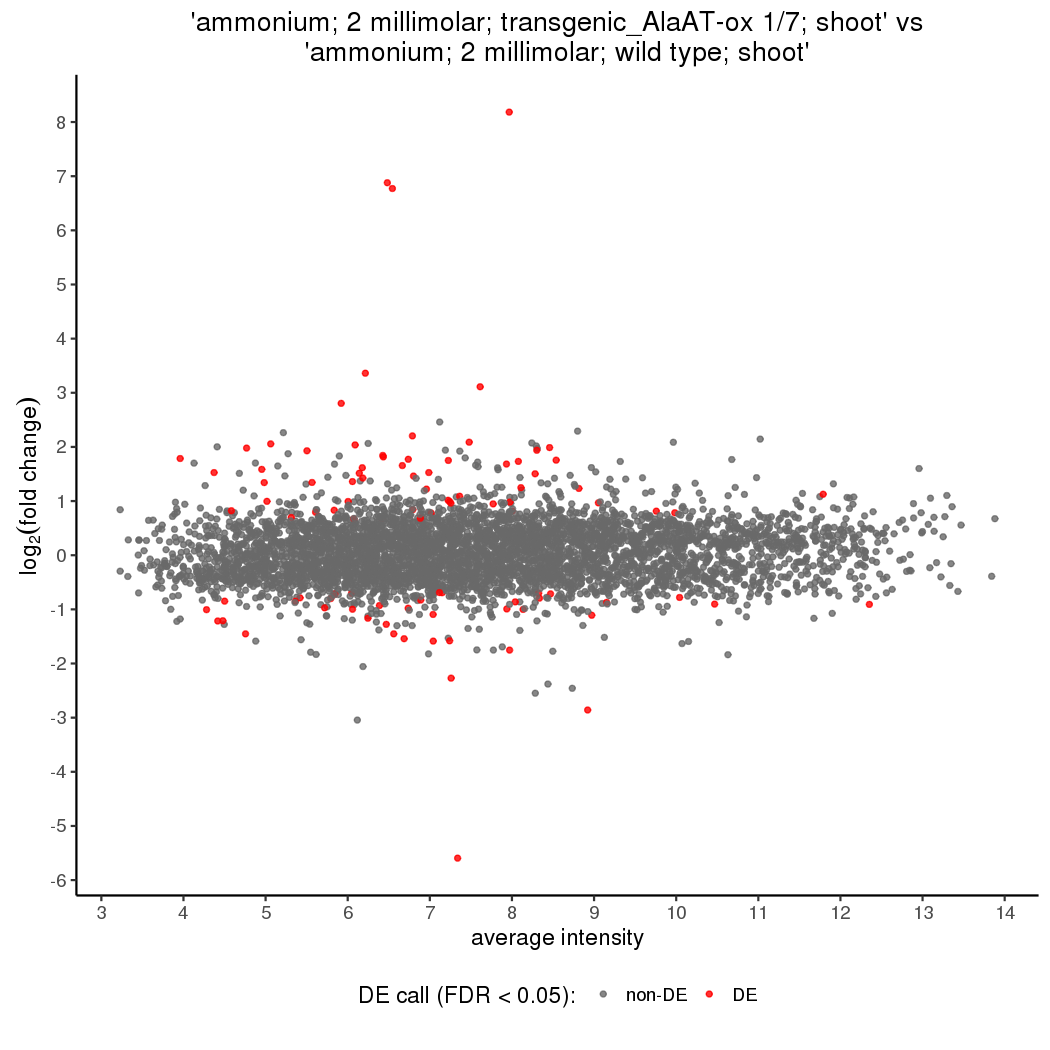 'ammonium; 2 millimolar; transgenic_AlaAT-ox 1/7; shoot' vs
'ammonium; 2 millimolar; wild type; shoot'
log2(fold change)
8
7
6
5
4
3
2
1
0
-1
-2
-3
-4
-5
-6
3 4 5 6 7 8 9 10 11 12 13 14
average intensity
DE call (FDR < 0.05): non-DE DE